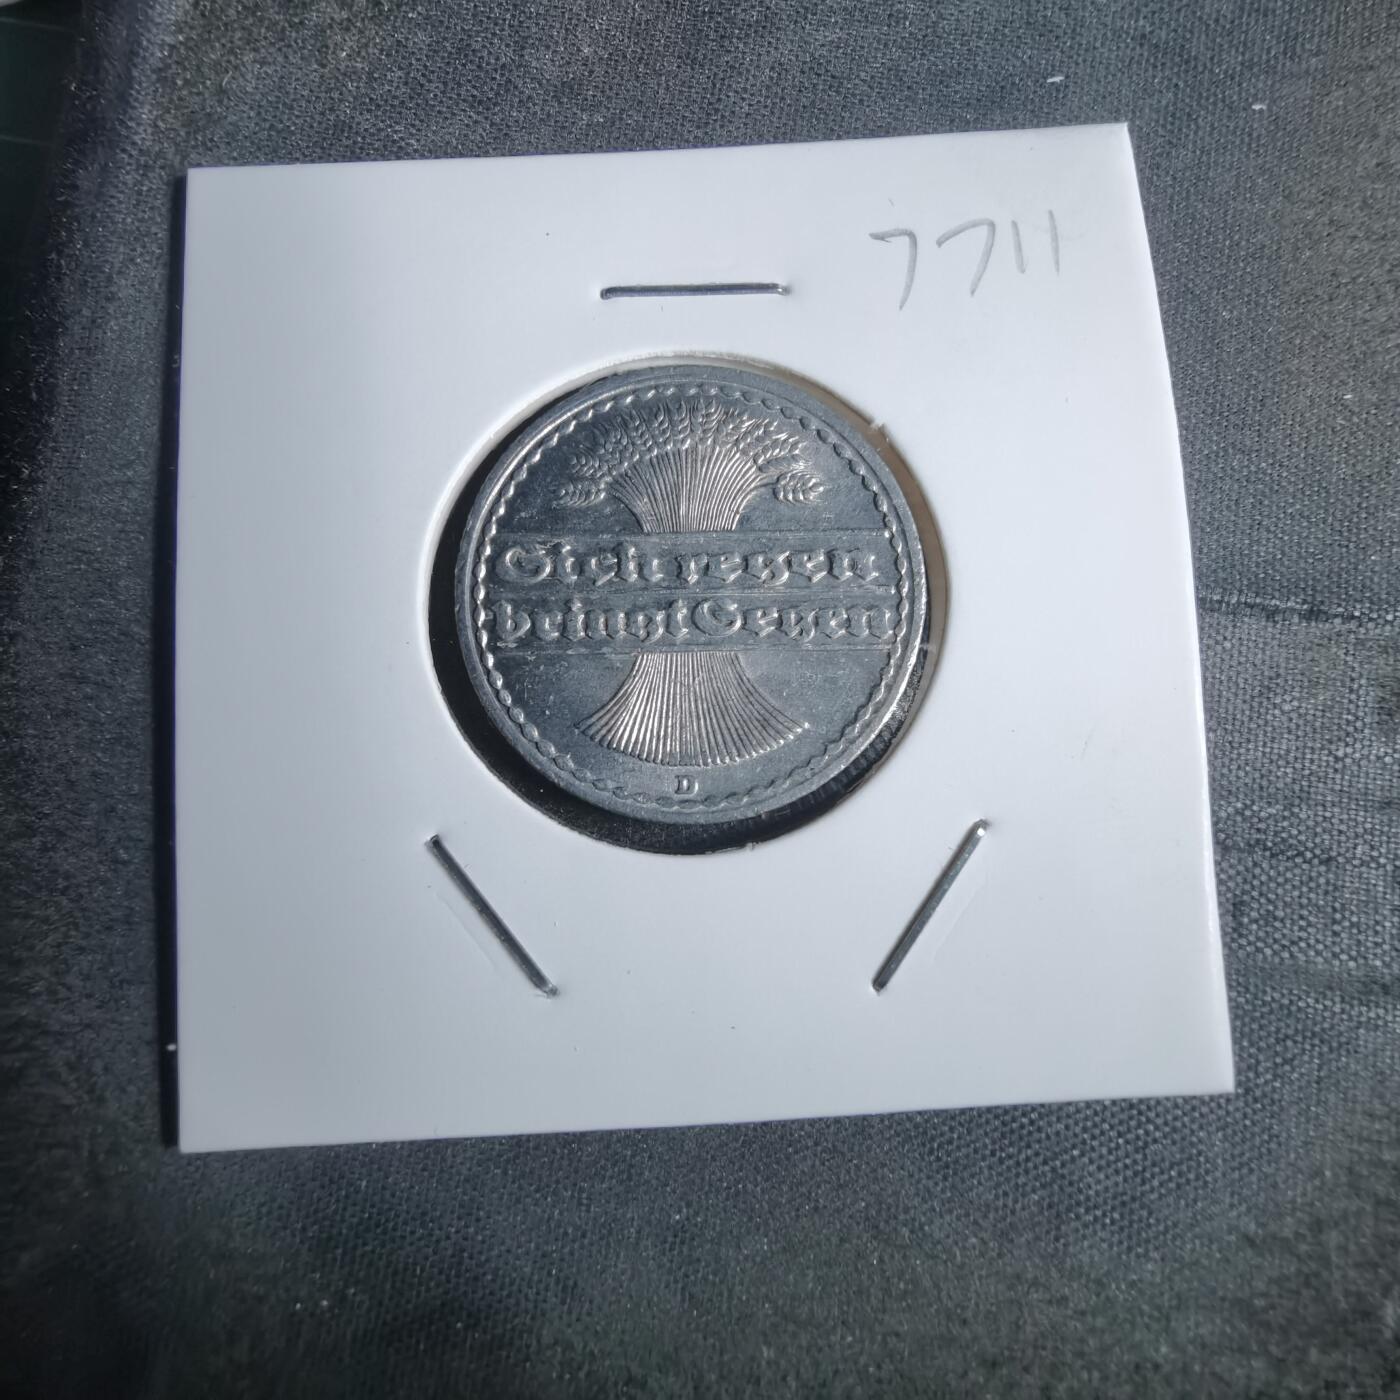 7711
Sich regen
bringt Segen
D